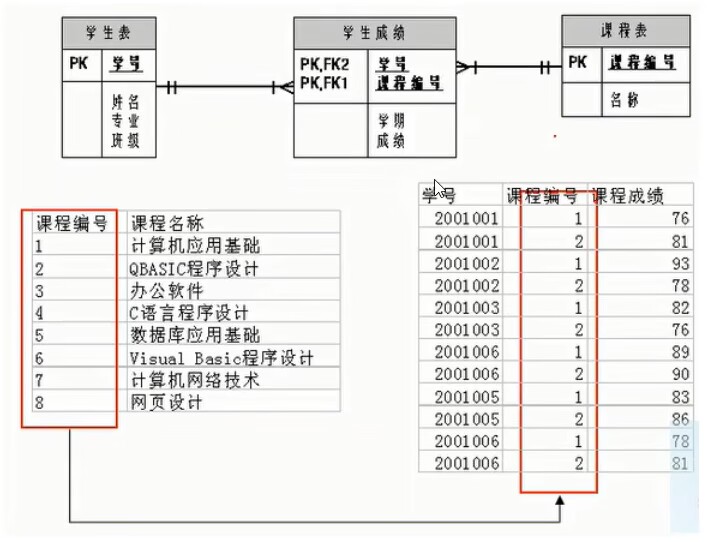 学生表
PK 学号
姓名
专业
班级
学生成绩
PK,FK2 学号
PK,FK1 课程编号
学期
成绩
课程表
PK 课程编号
名称
课程编号 课程名称
1 计算机应用基础
2 QBASIC程序设计
3 办公软件
4 C语言程序设计
5 数据库应用基础
6 Visual Basic程序设计
7 计算机网络技术
8 网页设计
学号 课程编号 课程成绩
2001001 1 76
2001001 2 81
2001002 1 93
2001002 2 78
2001003 1 82
2001003 2 76
2001006 1 89
2001006 2 90
2001005 1 83
2001005 2 86
2001006 1 78
2001006 2 81